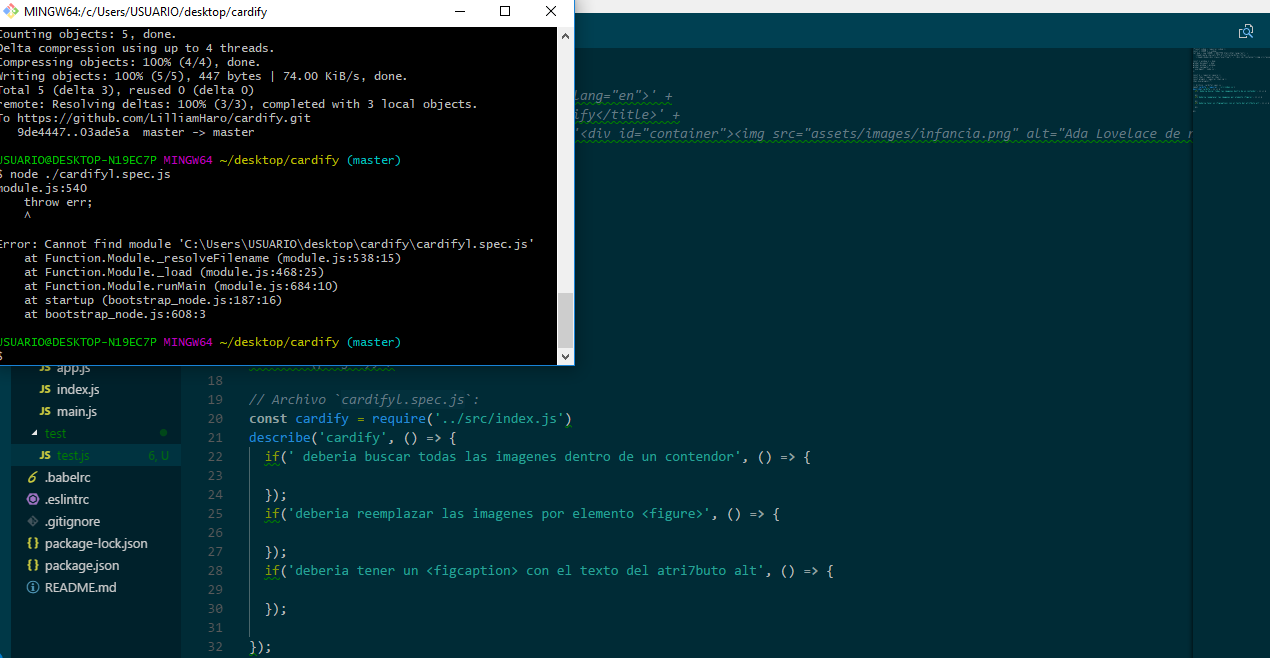 MINGW64:/c/Users/USUARIO/desktop/cardify
Counting objects: 5, done.
Delta compression using up to 4 threads.
Compressing objects: 100% (4/4), done.
Writing objects: 100% (5/5), 447 bytes | 74.00 KiB/s, done.
Total 5 (delta 3), reused 0 (delta 0)
remote: Resolving deltas: 100% (3/3), completed with 3 local objects.
To https://github.com/LilliamHaro/cardify.git
9de4447..03ade5a master -> master
USUARIO@DESKTOP-N19EC7P MINGW64 ~/desktop/cardify (master)
$ node ./cardifyl.spec.js
module.js:540
throw err;
^
Error: Cannot find module 'C:\Users\USUARIO\desktop\cardify\cardifyl.spec.js'
at Function.Module._resolveFilename (module.js:538:15)
at Function.Module._load (module.js:468:25)
at Function.Module.runMain (module.js:684:10)
at startup (bootstrap_node.js:187:16)
at bootstrap_node.js:608:3
USUARIO@DESKTOP-N19EC7P MINGW64 ~/desktop/cardify (master)
$
lang="en">' +
ify</title>' +
'<div id="container"><img src="assets/images/infancia.png" alt="Ada Lovelace de n
JS app.js
JS index.js
JS main.js
test
JS test.js 6, U
.babelrc
.eslintrc
.gitignore
{} package-lock.json
{} package.json
README.md
18
19 // Archivo `cardifyl.spec.js`:
20 const cardify = require('../src/index.js')
21 describe('cardify', () => {
22 if(' deberia buscar todas las imagenes dentro de un contendor', () => {
23
24 });
25 if('deberia reemplazar las imagenes por elemento <figure>', () => {
26
27 });
28 if('deberia tener un <figcaption> con el texto del atri7buto alt', () => {
29
30 });
31
32 });